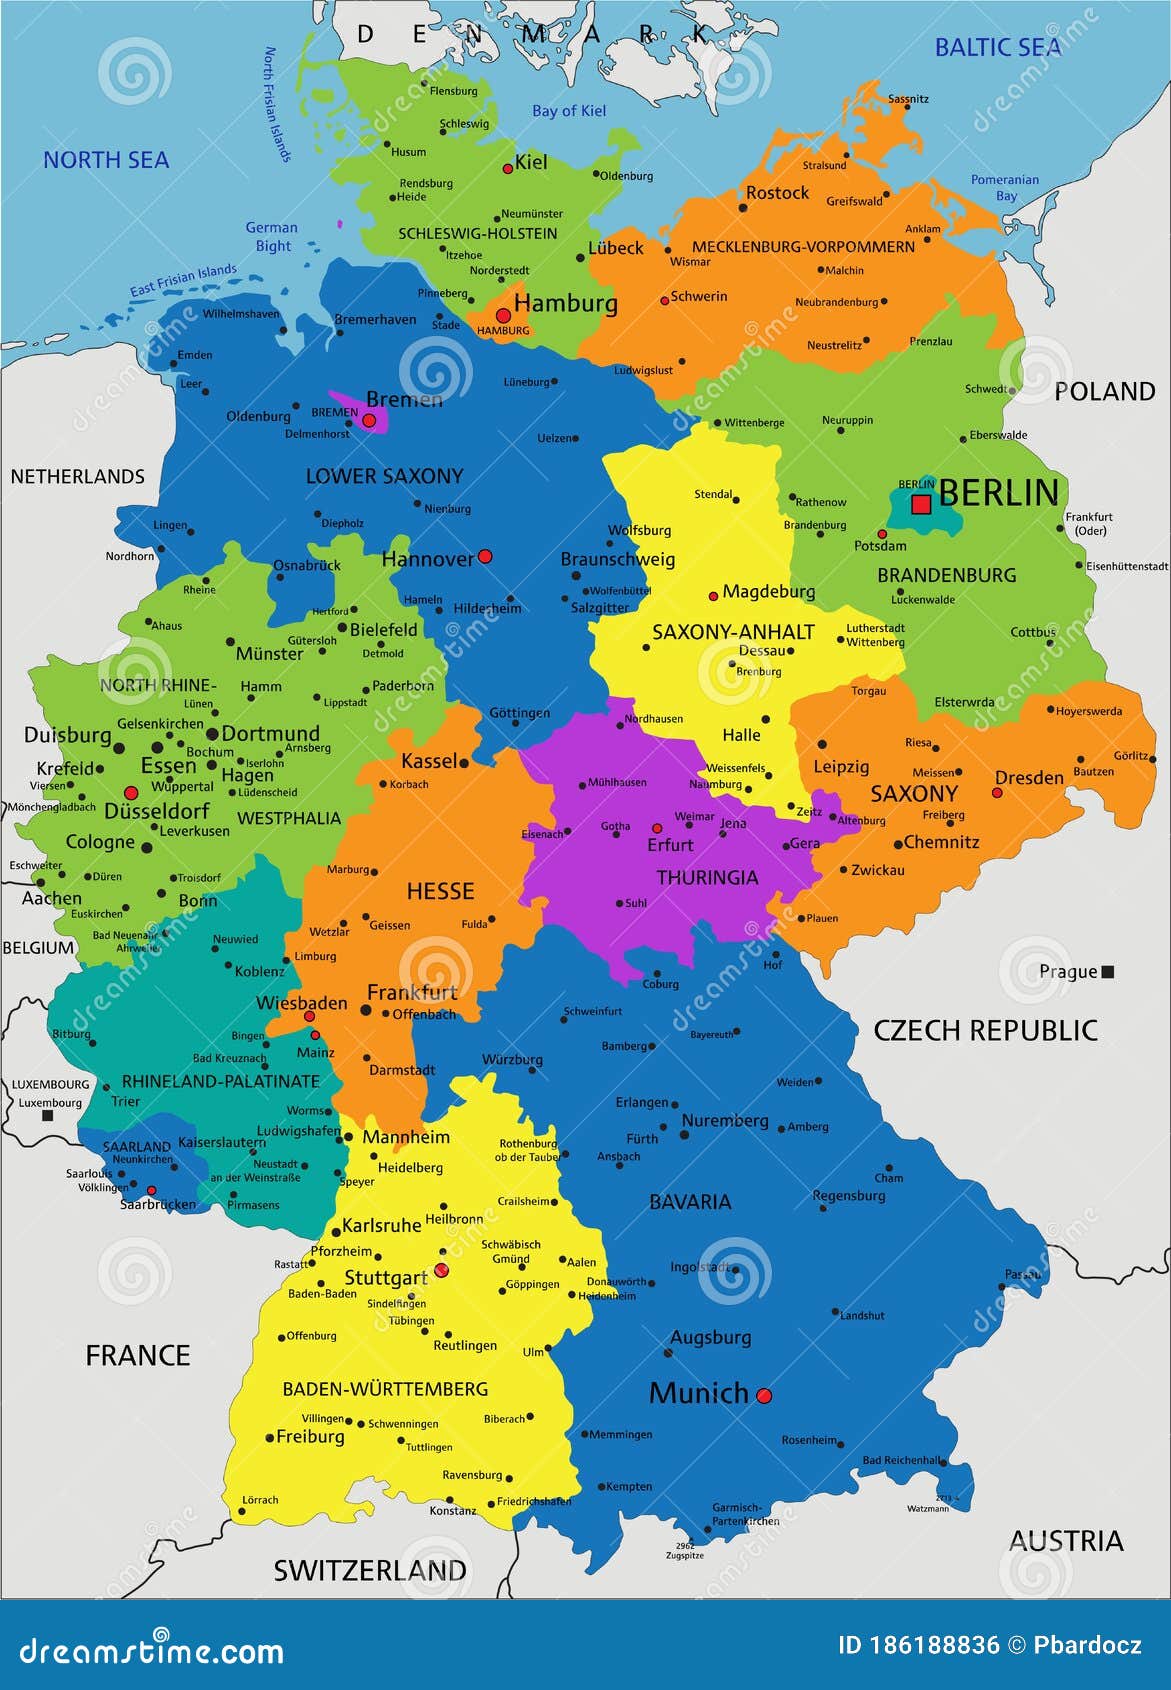 DENMARK
BALTIC SEA
North Frisian Islands
Flensburg
Sassnitz
Bay of Kiel
Schleswig
NORTH SEA
Husum
Kiel
Stralsund
Oldenburg
Pomeranian
Bay
Rendsburg
Heide
Rostock
Greifswald
Neumünster
German
Bight
SCHLESWIG-HOLSTEIN
Anklam
Lübeck
MECKLENBURG-VORPOMMERN
Itzehoe
Wismar
Norderstedt
Malchin
East Frisian Islands
Pinneberg
Hamburg
Schwerin
Neubrandenburg
Wilhelmshaven
Bremerhaven
Stade
HAMBURG
Neustrelitz
Prenzlau
Emden
Ludwigslust
Leer
Lüneburg
Schwedt
POLAND
Bremen
BREMEN
Oldenburg
Delmenhorst
Wittenberge
Neuruppin
Uelzen
Eberswalde
NETHERLANDS
LOWER SAXONY
BERLIN
BERLIN
Stendal
Rathenow
Nienburg
Diepholz
Lingen
Wolfsburg
Brandenburg
Frankfurt
(Oder)
Nordhorn
Potsdam
Hannover
Braunschweig
Osnabrück
Eisenhüttenstadt
BRANDENBURG
Rheine
Wolfenbüttel
Magdeburg
Luckenwalde
Hameln
Hildesheim
Salzgitter
Hertford
Ahaus
Bielefeld
SAXONY-ANHALT
Lutherstadt
Wittenberg
Cottbus
Gütersloh
Münster
Detmold
Dessau
Brenburg
NORTH RHINE-
Hamm
Paderborn
Torgau
Lünen
Lippstadt
Elsterwrda
Hoyerswerda
Göttingen
Nordhausen
Gelsenkirchen
Duisburg
Dortmund
Halle
Riesa
Arnsberg
Bochum
Görlitz
Krefeld
Essen
Iserlohn
Kassel
Weissenfels
Leipzig
Meissen
Bautzen
Hagen
Dresden
Viersen
Wuppertal
Korbach
Mühlhausen
Naumburg
Lüdenscheid
SAXONY
Mönchengladbach
Düsseldorf
Zeitz
Altenburg
Freiberg
WESTPHALIA
Weimar
Jena
Gotha
Leverkusen
Eisenach
Cologne
Erfurt
Gera
Chemnitz
Eschweiler
Marburg
Zwickau
Düren
Troisdorf
THURINGIA
HESSE
Aachen
Bonn
Suhl
Euskirchen
Plauen
Geissen
Fulda
Wetzlar
Bad Neuenahr
Ahrweiler
BELGIUM
Neuwied
Limburg
Hof
Koblenz
Prague
Coburg
Frankfurt
Wiesbaden
Offenbach
Schweinfurt
CZECH REPUBLIC
Bitburg
Bingen
Bayreuth
Bamberg
Mainz
Bad Kreuznach
Würzburg
Darmstadt
LUXEMBOURG
RHINELAND-PALATINATE
Weiden
Luxembourg
Trier
Worms
Erlangen
Nuremberg
Amberg
Ludwigshafen
Mannheim
Fürth
SAARLAND
Kaiserslautern
Rothenburg
ob der Tauber
Neunkirchen
Neustadt
an der Weinstraße
Heidelberg
Ansbach
Saarlouis
Speyer
Cham
Völklingen
Saarbrücken
Pirmasens
Crailsheim
BAVARIA
Regensburg
Karlsruhe
Heilbronn
Schwäbisch
Gmünd
Pforzheim
Rastatt
Aalen
Ingolstadt
Stuttgart
Göppingen
Donauwörth
Passau
Baden-Baden
Heidenheim
Sindelfingen
Tübingen
Landshut
Offenburg
Reutlingen
Augsburg
Ulm
FRANCE
BADEN-WÜRTTEMBERG
Munich
Villingen
Schwenningen
Biberach
Freiburg
Memmingen
Tuttlingen
Rosenheim
Bad Reichenhall
Ravensburg
Kempten
Lörrach
Konstanz
Friedrichshafen
2713
Watzmann
Garmisch-
Partenkirchen
2962
Zugspitze
AUSTRIA
SWITZERLAND
dreamstime.com
ID 186188836 © Pbardocz